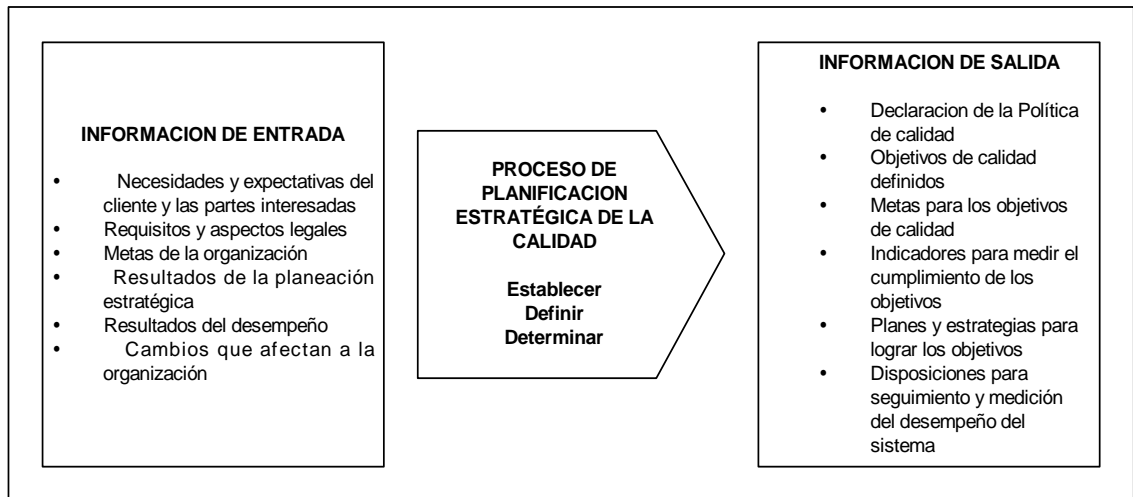 INFORMACION DE ENTRADA
• Necesidades y expectativas del
cliente y las partes interesadas
• Requisitos y aspectos legales
• Metas de la organización
• Resultados de la planeación
estratégica
• Resultados del desempeño
• Cambios que afectan a la
organización
PROCESO DE
PLANIFICACION
ESTRATÉGICA DE LA
CALIDAD
Establecer
Definir
Determinar
INFORMACION DE SALIDA
• Declaracion de la Política
de calidad
• Objetivos de calidad
definidos
• Metas para los objetivos
de calidad
• Indicadores para medir el
cumplimiento de los
objetivos
• Planes y estrategias para
lograr los objetivos
• Disposiciones para
seguimiento y medición
del desempeño del
sistema